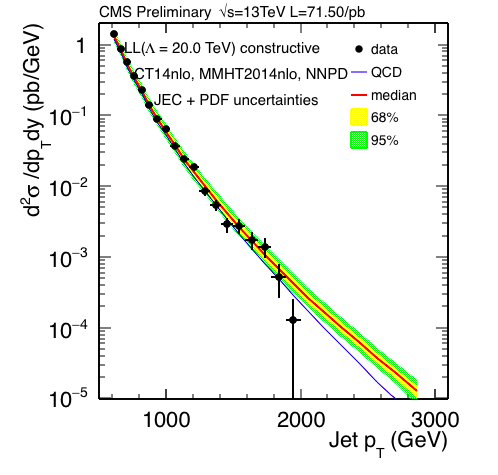 CMS Preliminary √s=13TeV L=71.50/pb
LL(Λ = 20.0 TeV) constructive
CT14nlo, MMHT2014nlo, NNPD
JEC + PDF uncertainties
data
QCD
median
68%
95%
d²σ/dp_T dy (pb/GeV)
1
10⁻¹
10⁻²
10⁻³
10⁻⁴
10⁻⁵
1000 2000 3000
Jet p_T (GeV)